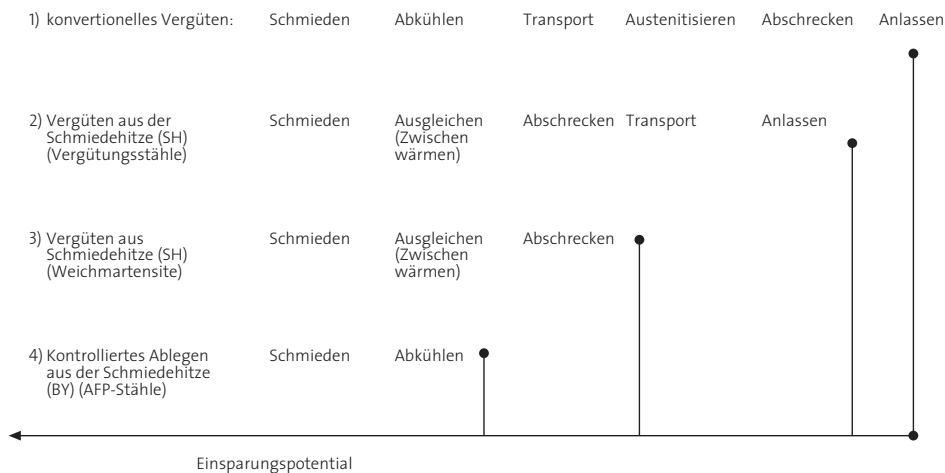 1) konvertionelles Vergüten: Schmieden Abkühlen Transport Austenitisieren Abschrecken Anlassen
2) Vergüten aus der Schmieden Ausgleichen Abschrecken Transport Anlassen
Schmiedehitze (SH) (Zwischen
(Vergütungsstähle) wärmen)
3) Vergüten aus Schmieden Ausgleichen Abschrecken
Schmiedehitze (SH) (Zwischen
(Weichmartensite) wärmen)
4) Kontrolliertes Ablegen Schmieden Abkühlen
aus der Schmiedehitze
(BY) (AFP-Stähle)
Einsparungspotential